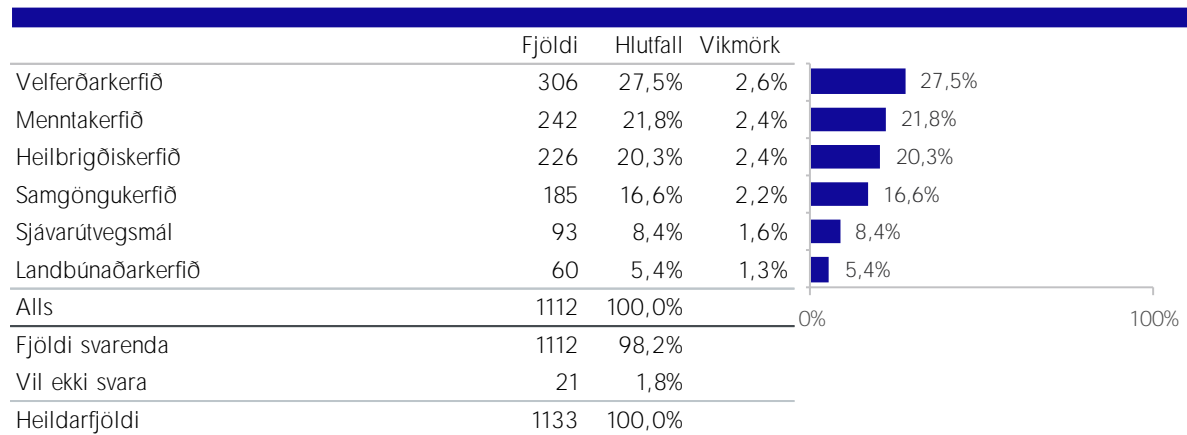 Fjöldi Hlutfall Vikmörk
Velferðarkerfið 306 27,5% 2,6% 27,5%
Menntakerfið 242 21,8% 2,4% 21,8%
Heilbrigðiskerfið 226 20,3% 2,4% 20,3%
Samgöngukerfið 185 16,6% 2,2% 16,6%
Sjávarútvegsmál 93 8,4% 1,6% 8,4%
Landbúnaðarkerfið 60 5,4% 1,3% 5,4%
Alls 1112 100,0%
0% 100%
Fjöldi svarenda 1112 98,2%
Vil ekki svara 21 1,8%
Heildarfjöldi 1133 100,0%